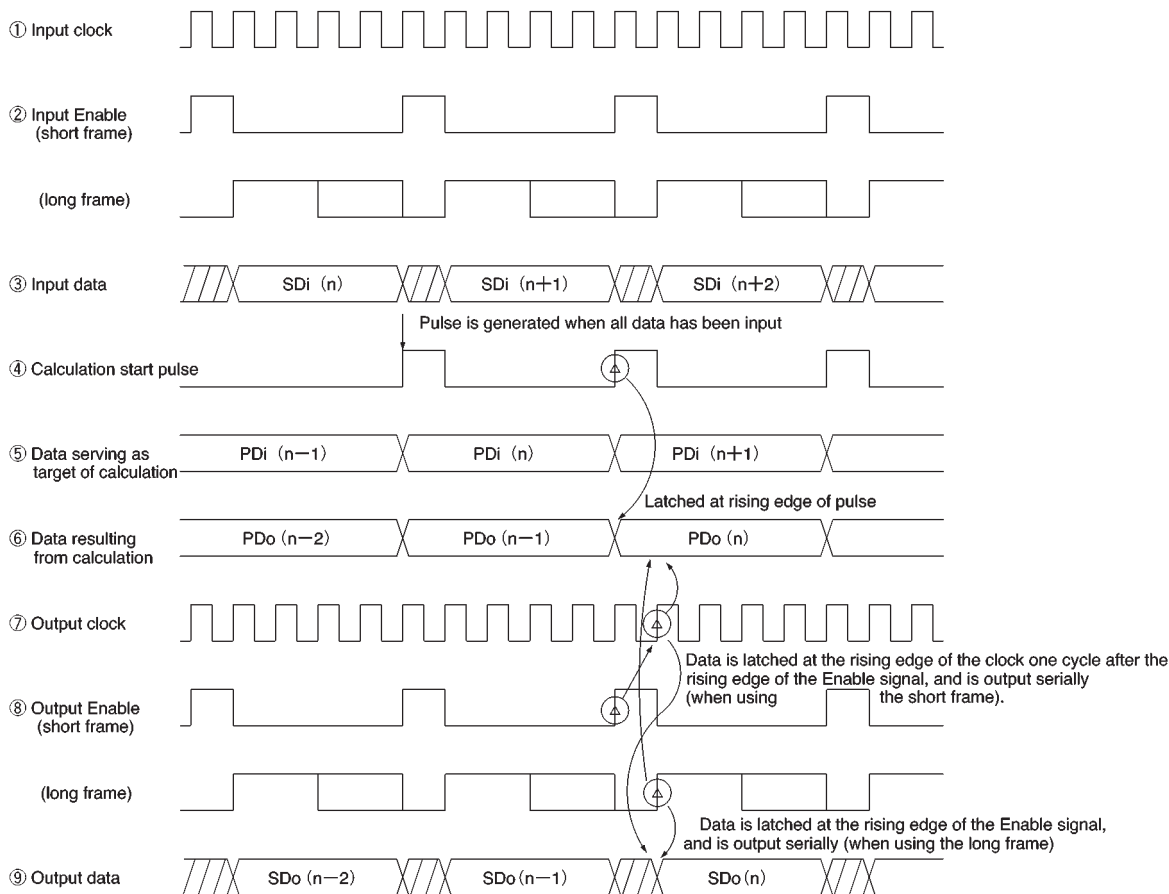 ① Input clock
② Input Enable
(short frame)
(long frame)
③ Input data
SDi (n)
SDi (n+1)
SDi (n+2)
Pulse is generated when all data has been input
④ Calculation start pulse
⑤ Data serving as
target of calculation
PDi (n−1)
PDi (n)
PDi (n+1)
Latched at rising edge of pulse
⑥ Data resulting
from calculation
PDo (n−2)
PDo (n−1)
PDo (n)
⑦ Output clock
Data is latched at the rising edge of the clock one cycle after the
rising edge of the Enable signal, and is output serially
(when using the short frame).
⑧ Output Enable
(short frame)
(long frame)
Data is latched at the rising edge of the Enable signal,
and is output serially (when using the long frame)
⑨ Output data
SDo (n−2)
SDo (n−1)
SDo (n)